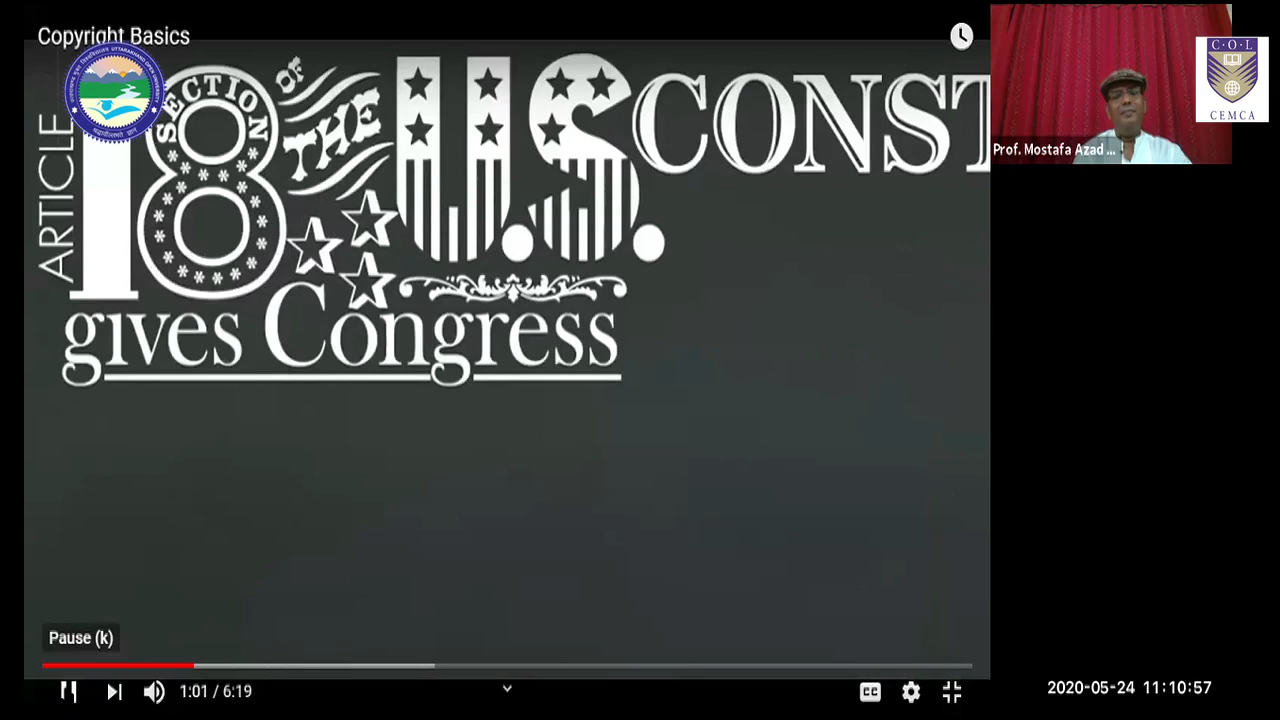 Copyright Basics
ARTICLE 1 SECTION 8 OF THE U.S. CONST
gives Congress
Pause (k)
1:01 / 6:19
CC
Prof. Mostafa Azad ...
C·O·L
CEMCA
2020-05-24 11:10:57